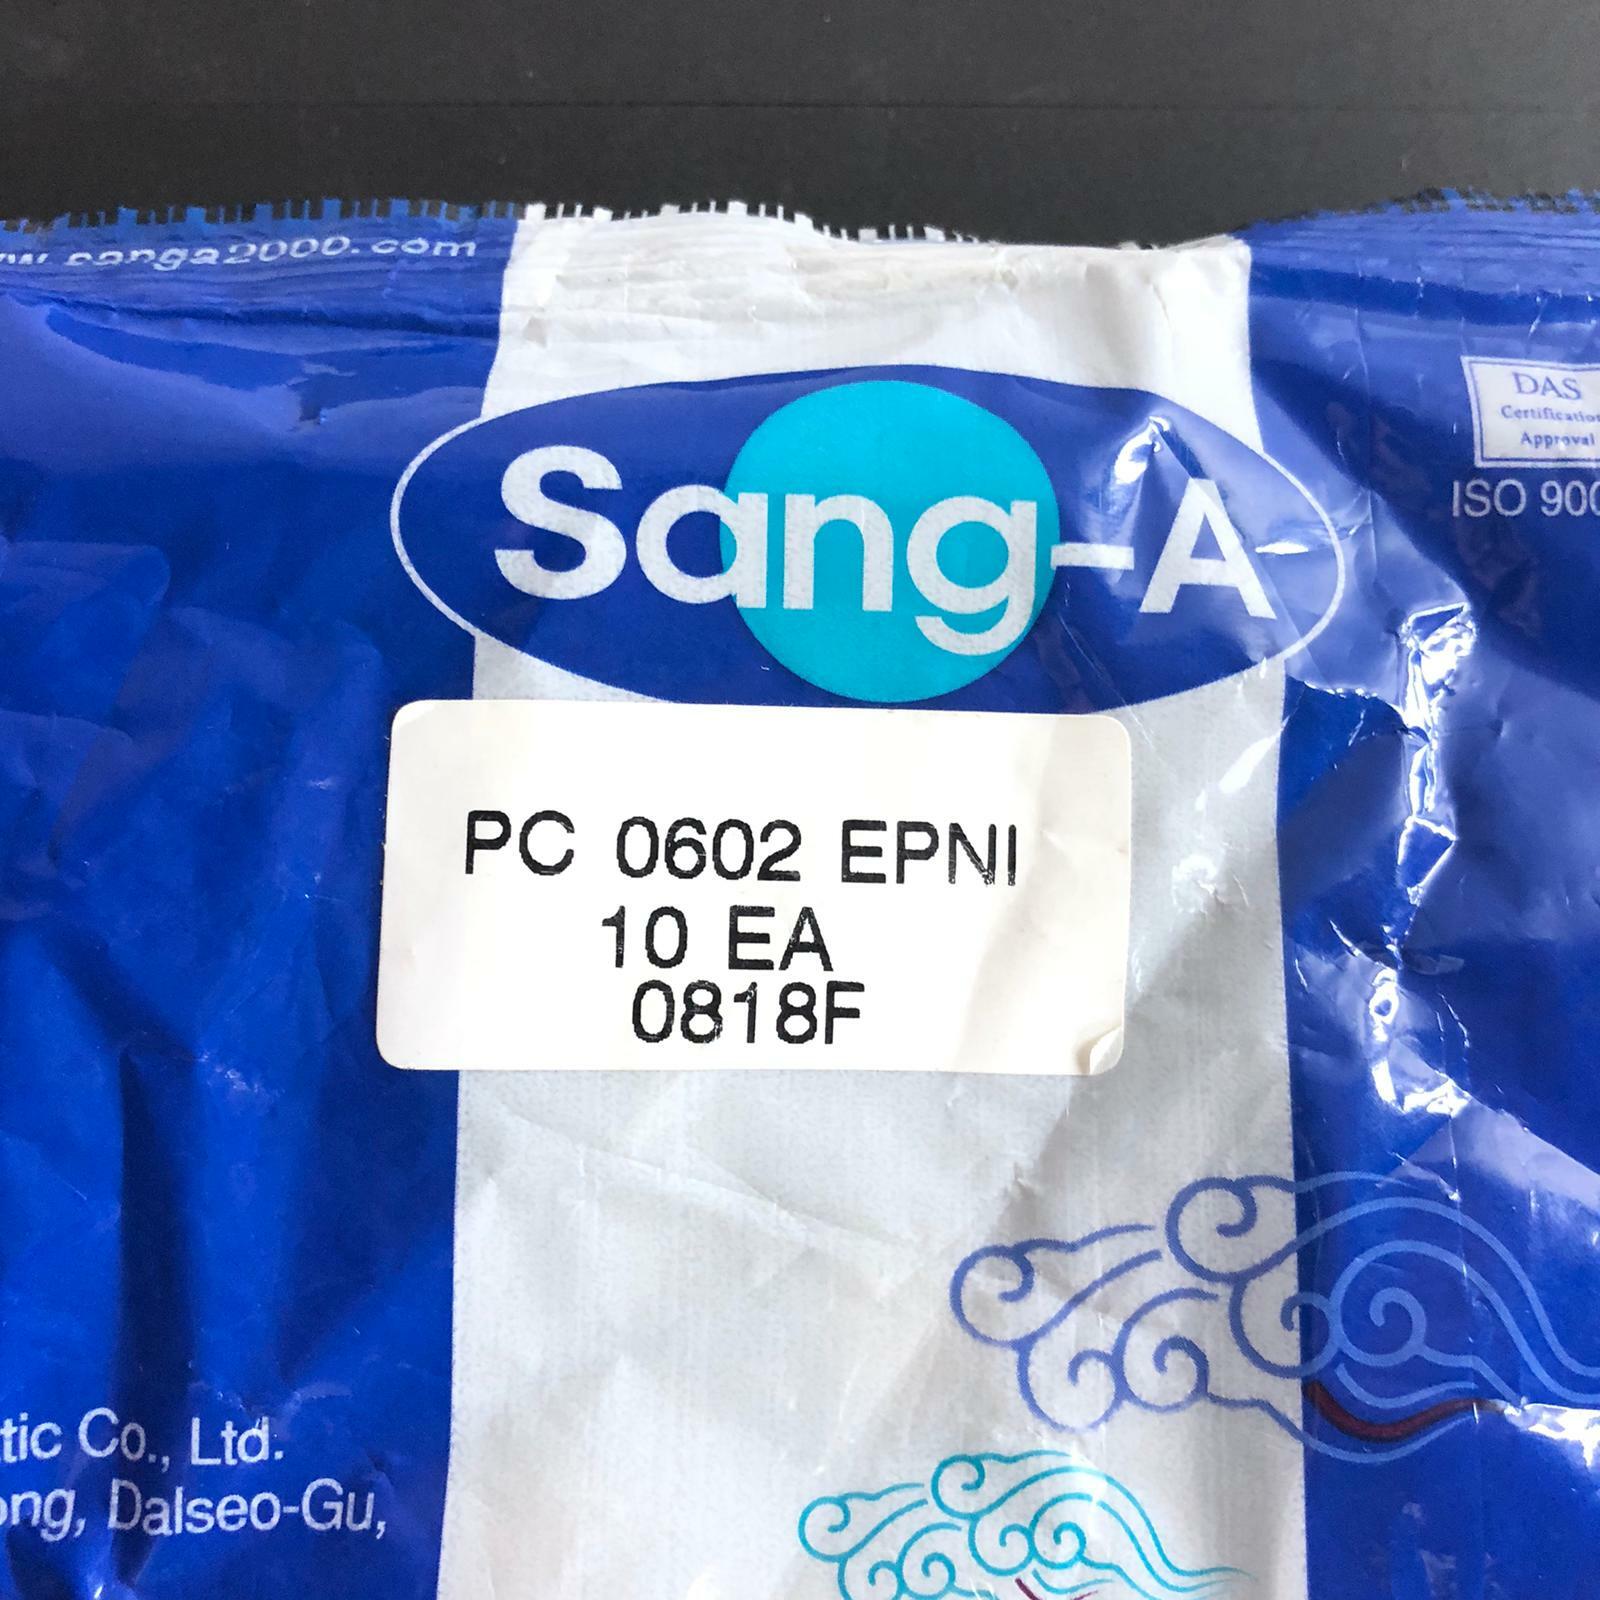 sanga2000.com
DAS
Certification
Approval
ISO 900
Sang-A
PC 0602 EPNI
10 EA
0818F
tic Co., Ltd.
ong, Dalseo-Gu,